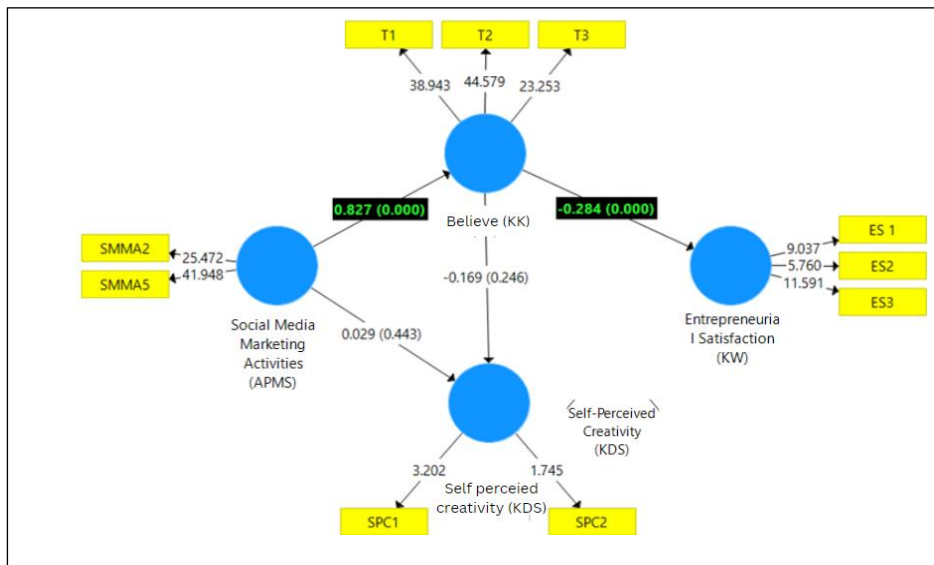 T1
T2
T3
38.943
44.579
23.253
0.827 (0.000)
-0.284 (0.000)
Believe (KK)
SMMA2
SMMA5
25.472
41.948
ES 1
ES2
ES3
9.037
5.760
11.591
-0.169 (0.246)
Social Media
Marketing
Activities
(APMS)
0.029 (0.443)
Entrepreneuria
l Satisfaction
(KW)
Self-Perceived
Creativity
(KDS)
3.202
1.745
Self perceied
creativity (KDS)
SPC1
SPC2